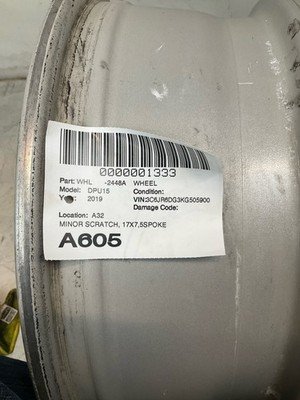 0000001333
Part: WHL -2448A WHEEL
Model: DPU15 Condition:
Year: 2019 VIN:3C6JR6DG3KG505900
Damage Code:
Location: A32
MINOR SCRATCH, 17X7,5SPOKE
A605